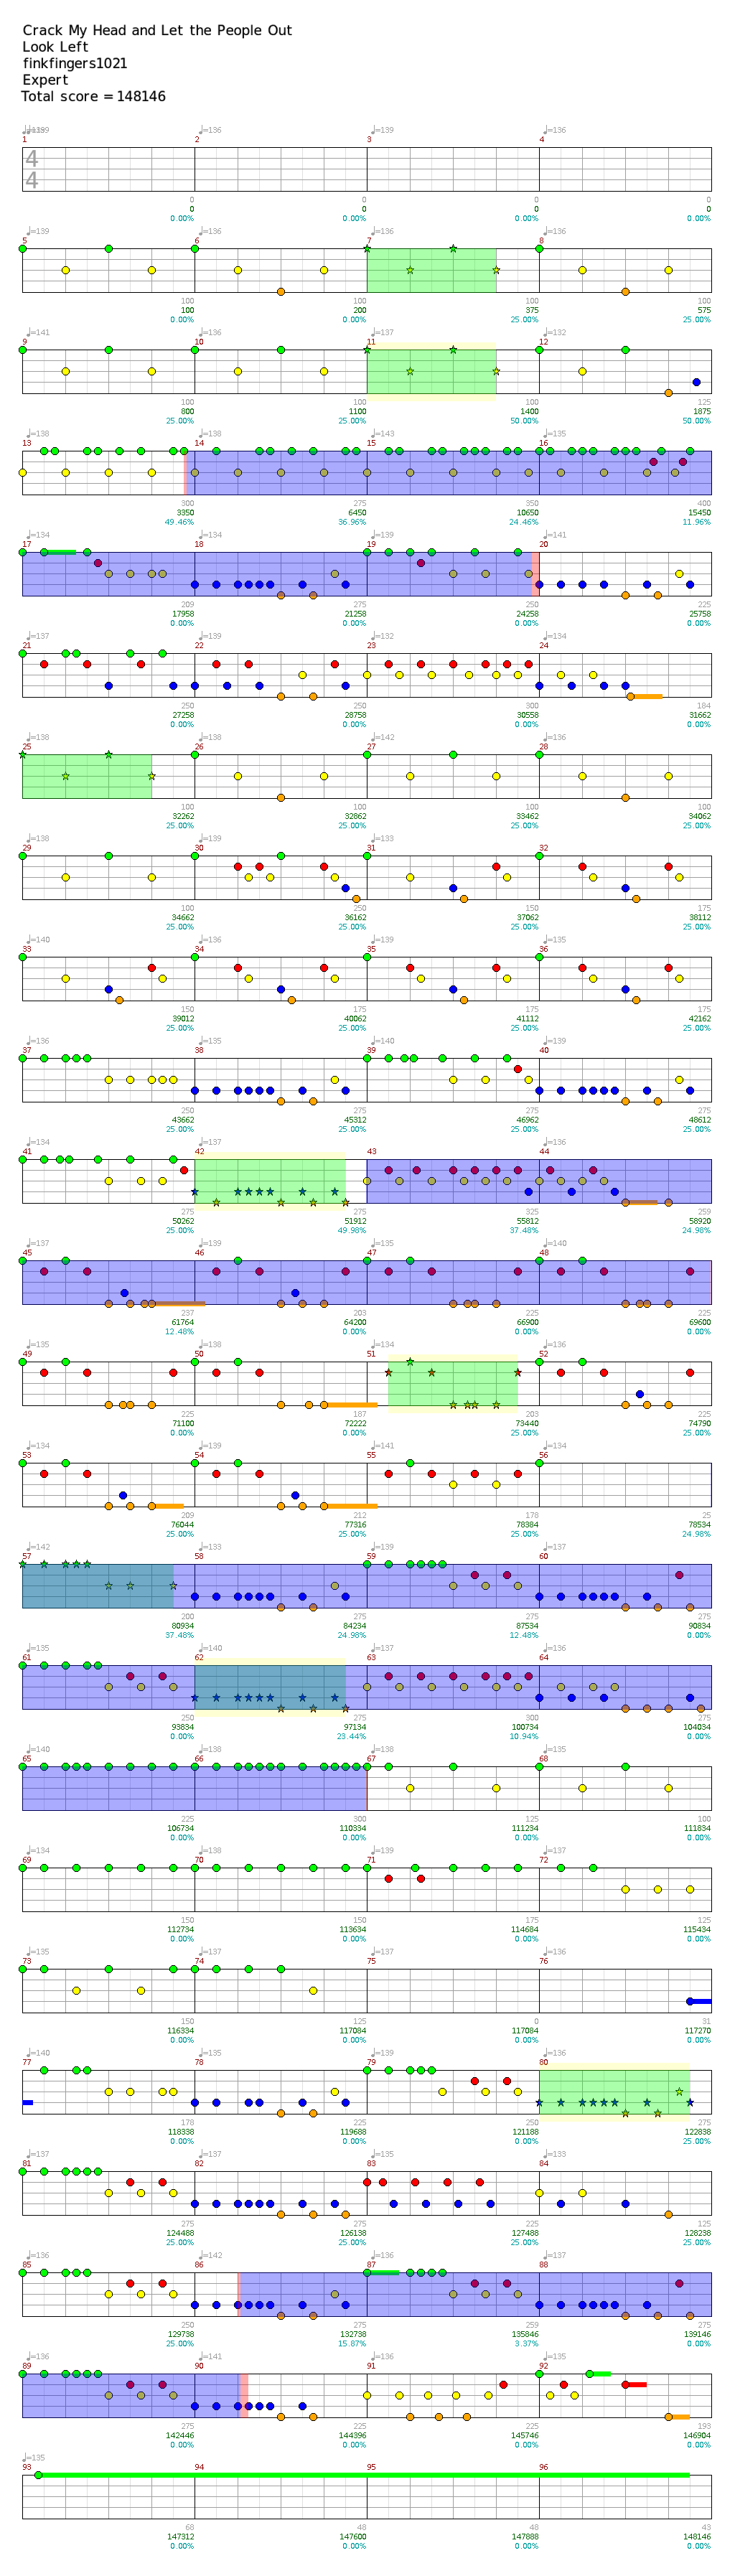 Crack My Head and Let the People Out
Look Left
finkfingers1021
Expert
Total score = 148146
♩=136 ♩=139 ♩=136
1 2 3 4
4
4
0 0 0 0
0 0 0 0
0.00% 0.00% 0.00% 0.00%
♩=139 ♩=136 ♩=136 ♩=136
5 6 7 8
100 100 100 100
100 200 375 575
0.00% 0.00% 25.00% 25.00%
♩=141 ♩=136 ♩=137 ♩=132
9 10 11 12
100 100 100 125
800 1100 1400 1875
25.00% 25.00% 50.00% 50.00%
♩=138 ♩=145 ♩=143 ♩=135
13 14 15 16
300 275 350 400
3350 6450 10650 15450
49.46% 36.96% 24.46% 11.96%
♩=134 ♩=134 ♩=134 ♩=141
17 18 19 20
209 275 250 225
17958 21258 24258 25758
0.00% 0.00% 0.00% 0.00%
♩=137 ♩=139 ♩=132 ♩=134
21 22 23 24
250 250 300 184
27258 28758 30558 31662
0.00% 0.00% 0.00% 0.00%
♩=138 ♩=138 ♩=142 ♩=136
25 26 27 28
100 100 100 100
32262 32862 33462 34062
25.00% 25.00% 25.00% 25.00%
♩=138 ♩=139 ♩=133
29 30 31 32
100 250 150 175
34662 36162 37062 38112
25.00% 25.00% 25.00% 25.00%
♩=140 ♩=136 ♩=139 ♩=135
33 34 35 36
150 175 175 175
39012 40062 41112 42162
25.00% 25.00% 25.00% 25.00%
♩=136 ♩=135 ♩=140 ♩=139
37 38 39 40
250 275 275 275
43662 45312 46962 48612
25.00% 25.00% 25.00% 25.00%
♩=134 ♩=137 ♩=136
41 42 43 44
275 275 325 259
50262 51912 55812 58920
25.00% 49.98% 37.48% 24.98%
♩=137 ♩=139 ♩=135 ♩=140
45 46 47 48
237 203 225 225
61764 64200 66900 69600
12.48% 0.00% 0.00% 0.00%
♩=135 ♩=138 ♩=134 ♩=136
49 50 51 52
225 187 203 225
71100 72222 73440 74790
0.00% 0.00% 25.00% 25.00%
♩=134 ♩=139 ♩=141 ♩=134
53 54 55 56
209 212 178 25
76044 77316 78384 78534
25.00% 25.00% 25.00% 24.98%
♩=142 ♩=133 ♩=139 ♩=137
57 58 59 60
200 275 275 275
80934 84234 87534 90834
37.48% 24.98% 12.48% 0.00%
♩=135 ♩=140 ♩=137
61 62 63 64
250 275 300 275
93834 97134 100734 104034
0.00% 23.44% 10.94% 0.00%
♩=140 ♩=138 ♩=138 ♩=135
65 66 67 68
225 300 125 100
106734 110334 111234 111834
0.00% 0.00% 0.00% 0.00%
♩=134 ♩=138 ♩=139 ♩=137
69 70 71 72
150 150 175 125
112734 113634 114684 115434
0.00% 0.00% 0.00% 0.00%
♩=135 ♩=137 ♩=137 ♩=136
73 74 75 76
150 125 0 31
116334 117084 117084 117270
0.00% 0.00% 0.00% 0.00%
♩=140 ♩=135 ♩=136
77 78 79 80
178 225 250 275
118338 119688 121188 122838
0.00% 0.00% 0.00% 25.00%
♩=137 ♩=137 ♩=135 ♩=133
81 82 83 84
275 275 225 125
124488 126138 127488 128238
25.00% 25.00% 25.00% 25.00%
♩=136 ♩=142 ♩=136 ♩=137
85 86 87 88
250 275 259 275
129738 132738 135846 139146
25.00% 15.87% 3.37% 0.00%
♩=136 ♩=141
89 90 91 92
275 225 225 193
142446 144396 145746 146904
0.00% 0.00% 0.00% 0.00%
♩=135
93 94 95 96
68 48 48 43
147312 147600 147888 148146
0.00% 0.00% 0.00% 0.00%